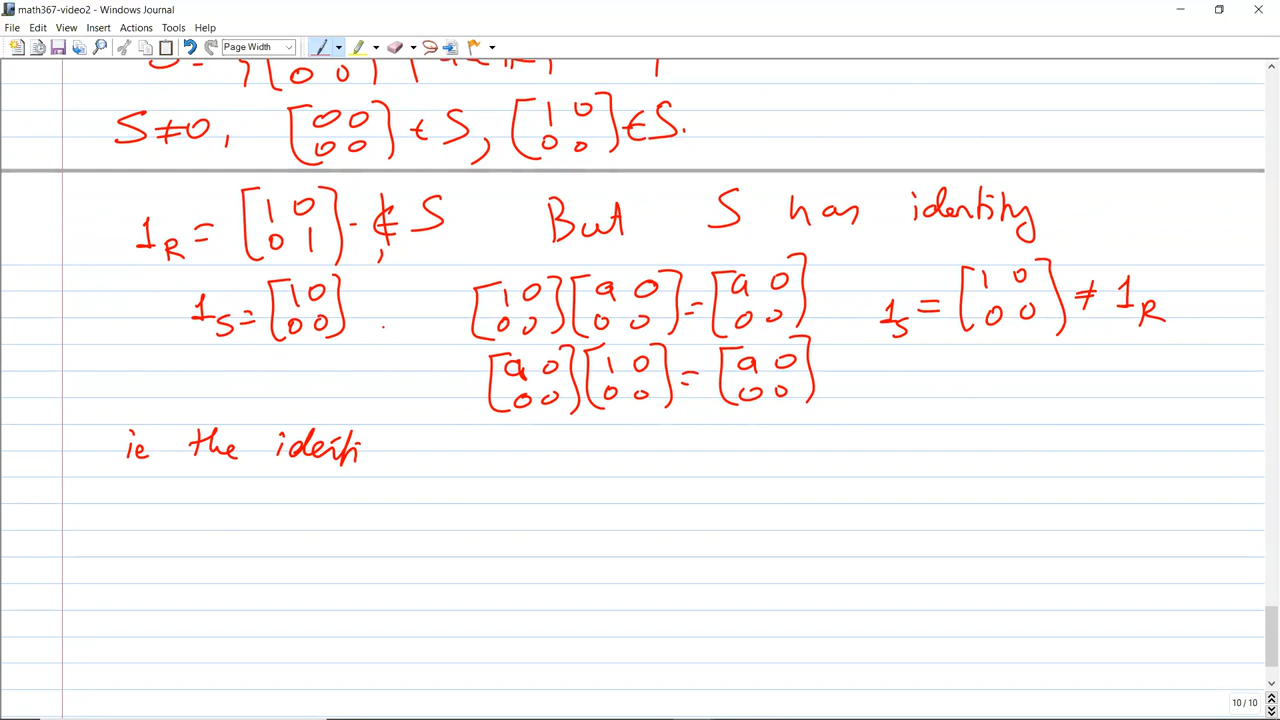 math367-video2 - Windows Journal
File Edit View Insert Actions Tools Help
Page Width
S≠0, [0 0 0 0] ∈ S, [1 0 0 0] ∈ S.
1_R = [1 0 0 1] ∉ S But S has identity
1_S = [1 0 0 0] . [1 0 0 0] [a 0 0 0] = [a 0 0 0] 1_S = [1 0 0 0] ≠ 1_R
[a 0 0 0] [1 0 0 0] = [a 0 0 0]
ie the identi
10 / 10